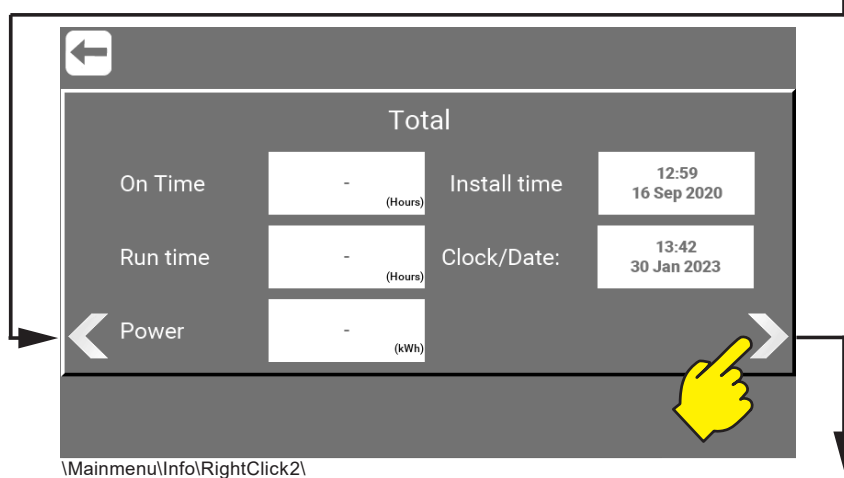 Total
On Time
-
(Hours)
Install time
12:59
16 Sep 2020
Run time
-
(Hours)
Clock/Date:
13:42
30 Jan 2023
Power
-
(kWh)
\Mainmenu\Info\RightClick2\